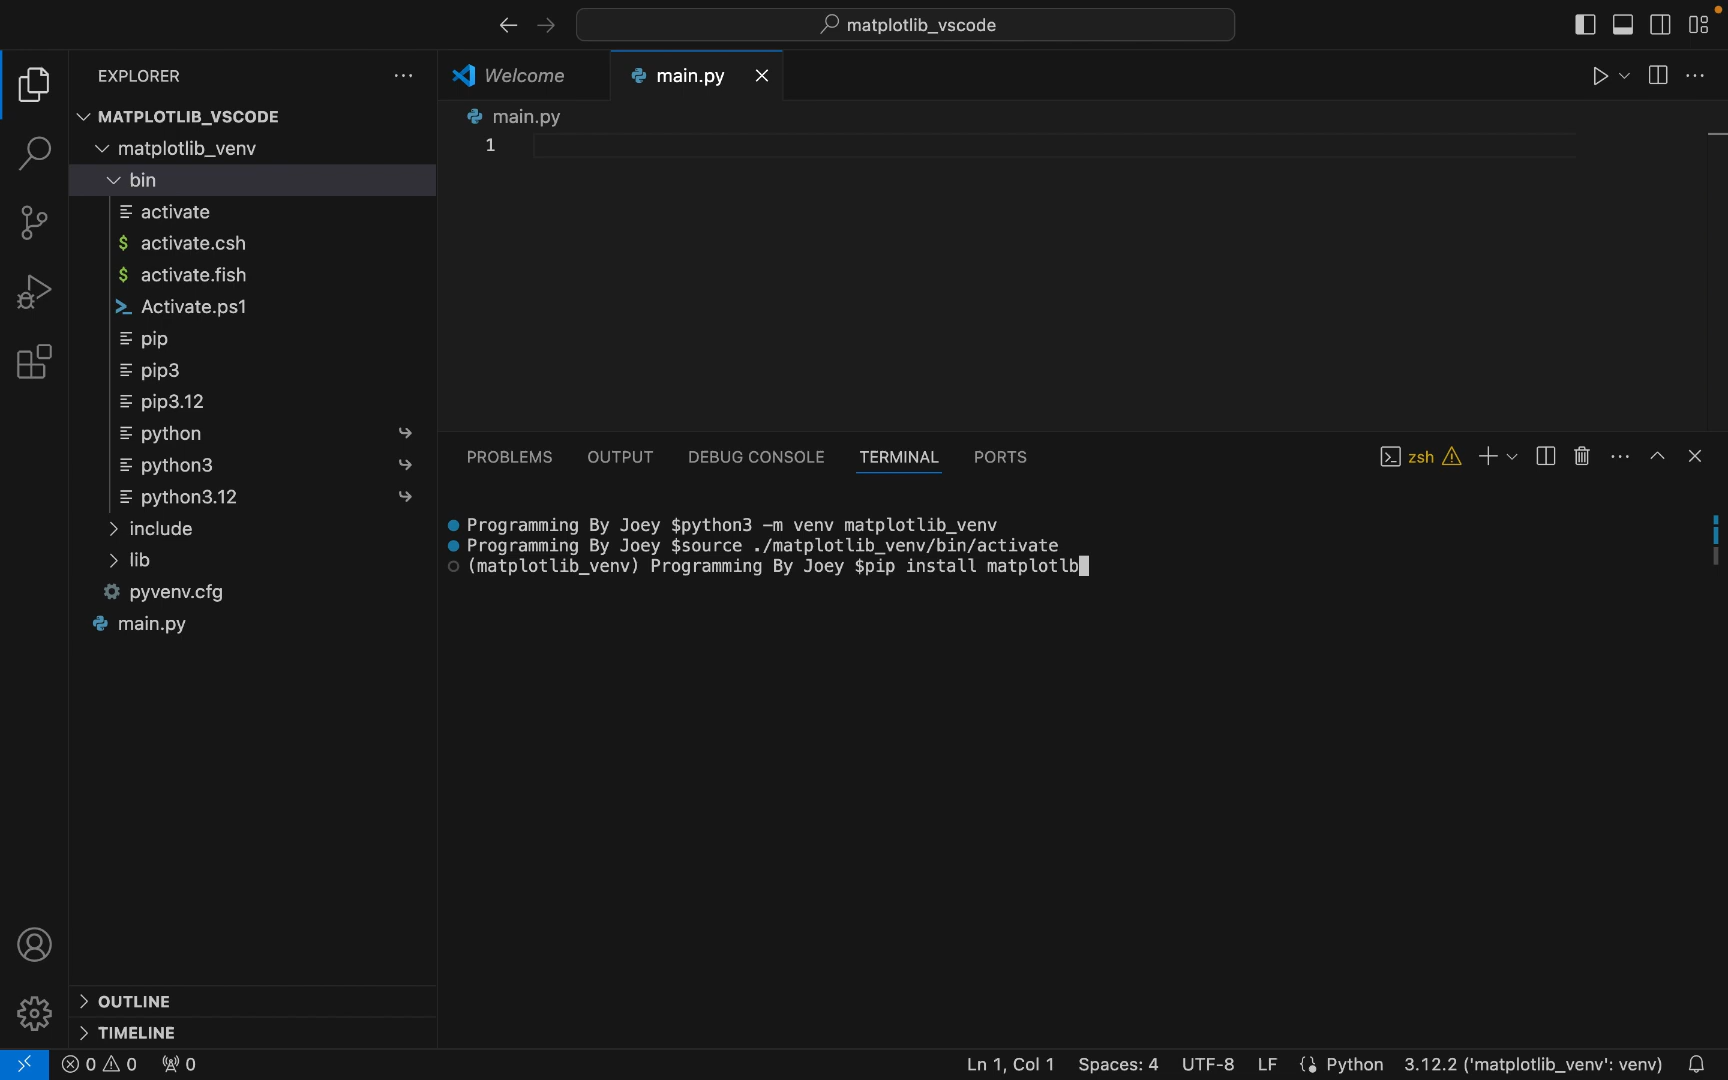 matplotlib_vscode
EXPLORER
Welcome
main.py
MATPLOTLIB_VSCODE
matplotlib_venv
bin
activate
$ activate.csh
$ activate.fish
Activate.ps1
pip
pip3
pip3.12
python
python3
python3.12
include
lib
pyvenv.cfg
main.py
OUTLINE
TIMELINE
main.py
1
PROBLEMS OUTPUT DEBUG CONSOLE TERMINAL PORTS
zsh
Programming By Joey $python3 -m venv matplotlib_venv
Programming By Joey $source ./matplotlib_venv/bin/activate
(matplotlib_venv) Programming By Joey $pip install matplotlb
0 0 0
Ln 1, Col 1 Spaces: 4 UTF-8 LF Python 3.12.2 ('matplotlib_venv': venv)